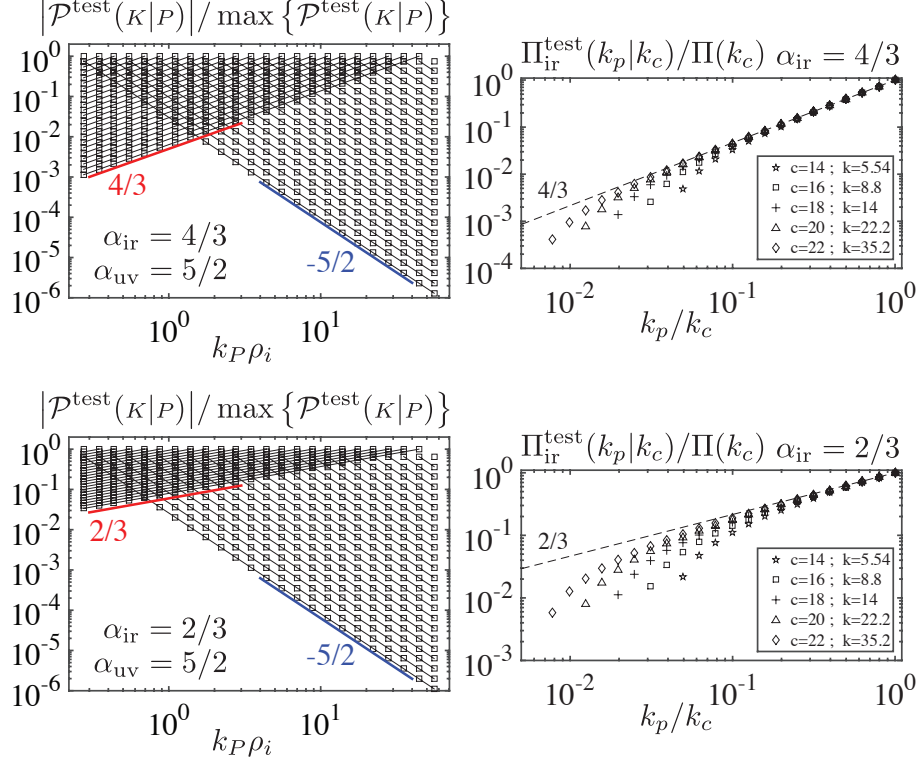 |𝒫^test(K|P)|/ max {𝒫^test(K|P)}
10^0
10^-1
10^-2
10^-3
10^-4
10^-5
10^-6
4/3
α_ir = 4/3
α_uv = 5/2
-5/2
10^0 10^1
k_P ρ_i
Π_ir^test(k_p|k_c)/Π(k_c) α_ir = 4/3
10^0
10^-1
10^-2
10^-3
10^-4
4/3
c=14 ; k=5.54
c=16 ; k=8.8
c=18 ; k=14
c=20 ; k=22.2
c=22 ; k=35.2
10^-2 10^-1 10^0
k_p/k_c
|𝒫^test(K|P)|/ max {𝒫^test(K|P)}
10^0
10^-1
10^-2
10^-3
10^-4
10^-5
10^-6
2/3
α_ir = 2/3
α_uv = 5/2
-5/2
10^0 10^1
k_P ρ_i
Π_ir^test(k_p|k_c)/Π(k_c) α_ir = 2/3
10^0
10^-1
10^-2
10^-3
2/3
c=14 ; k=5.54
c=16 ; k=8.8
c=18 ; k=14
c=20 ; k=22.2
c=22 ; k=35.2
10^-2 10^-1 10^0
k_p/k_c